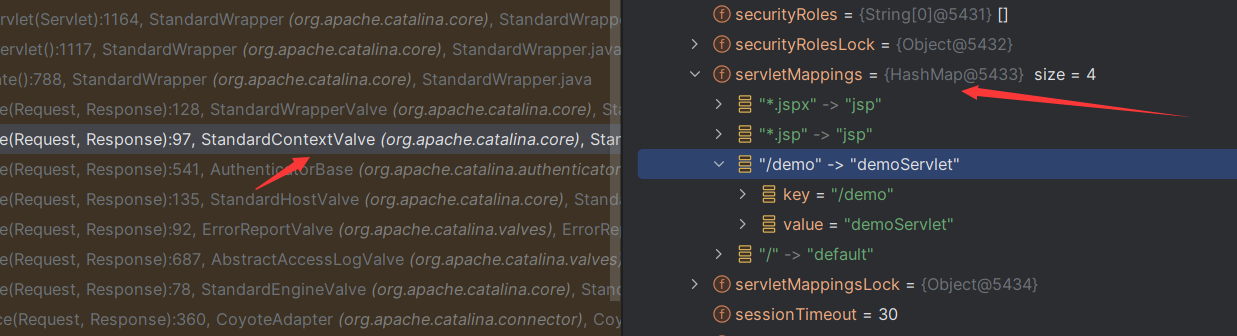 rvlet(Servlet):1164, StandardWrapper (org.apache.catalina.core), StandardWrapp
ervlet():1117, StandardWrapper (org.apache.catalina.core), StandardWrapper.java
ate():788, StandardWrapper (org.apache.catalina.core), StandardWrapper.java
e(Request, Response):128, StandardWrapperValve (org.apache.catalina.core), Stan
e(Request, Response):97, StandardContextValve (org.apache.catalina.core), Stan
e(Request, Response):541, AuthenticatorBase (org.apache.catalina.authenticator
e(Request, Response):135, StandardHostValve (org.apache.catalina.core), Standa
e(Request, Response):92, ErrorReportValve (org.apache.catalina.valves), ErrorRe
e(Request, Response):687, AbstractAccessLogValve (org.apache.catalina.valves)
e(Request, Response):78, StandardEngineValve (org.apache.catalina.core), Stand
ce(Request, Response):360, CoyoteAdapter (org.apache.catalina.connector), Coy
securityRoles = {String[0]@5431} []
securityRolesLock = {Object@5432}
servletMappings = {HashMap@5433} size = 4
"*.jspx" -> "jsp"
"*.jsp" -> "jsp"
"/demo" -> "demoServlet"
key = "/demo"
value = "demoServlet"
"/" -> "default"
servletMappingsLock = {Object@5434}
sessionTimeout = 30